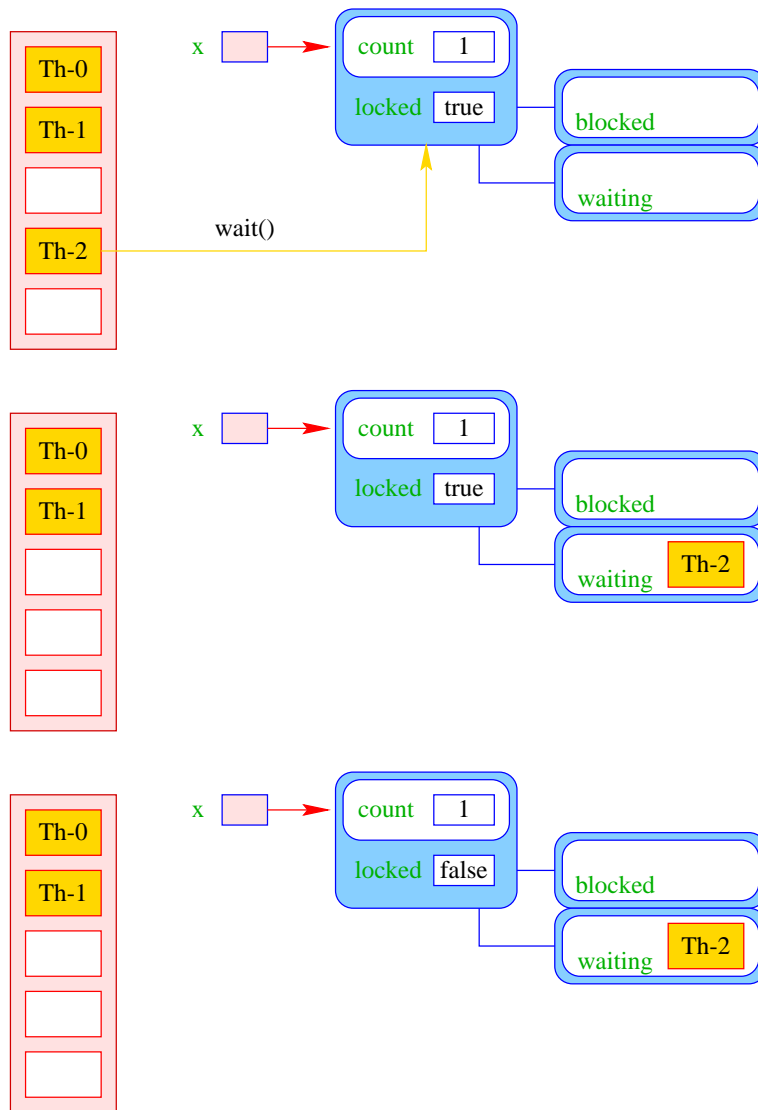 x count 1
Th-0
locked true
Th-1
blocked
waiting
wait()
Th-2
x count 1
Th-0
locked true
Th-1
blocked
waiting Th-2
x count 1
Th-0
locked false
Th-1
blocked
waiting Th-2